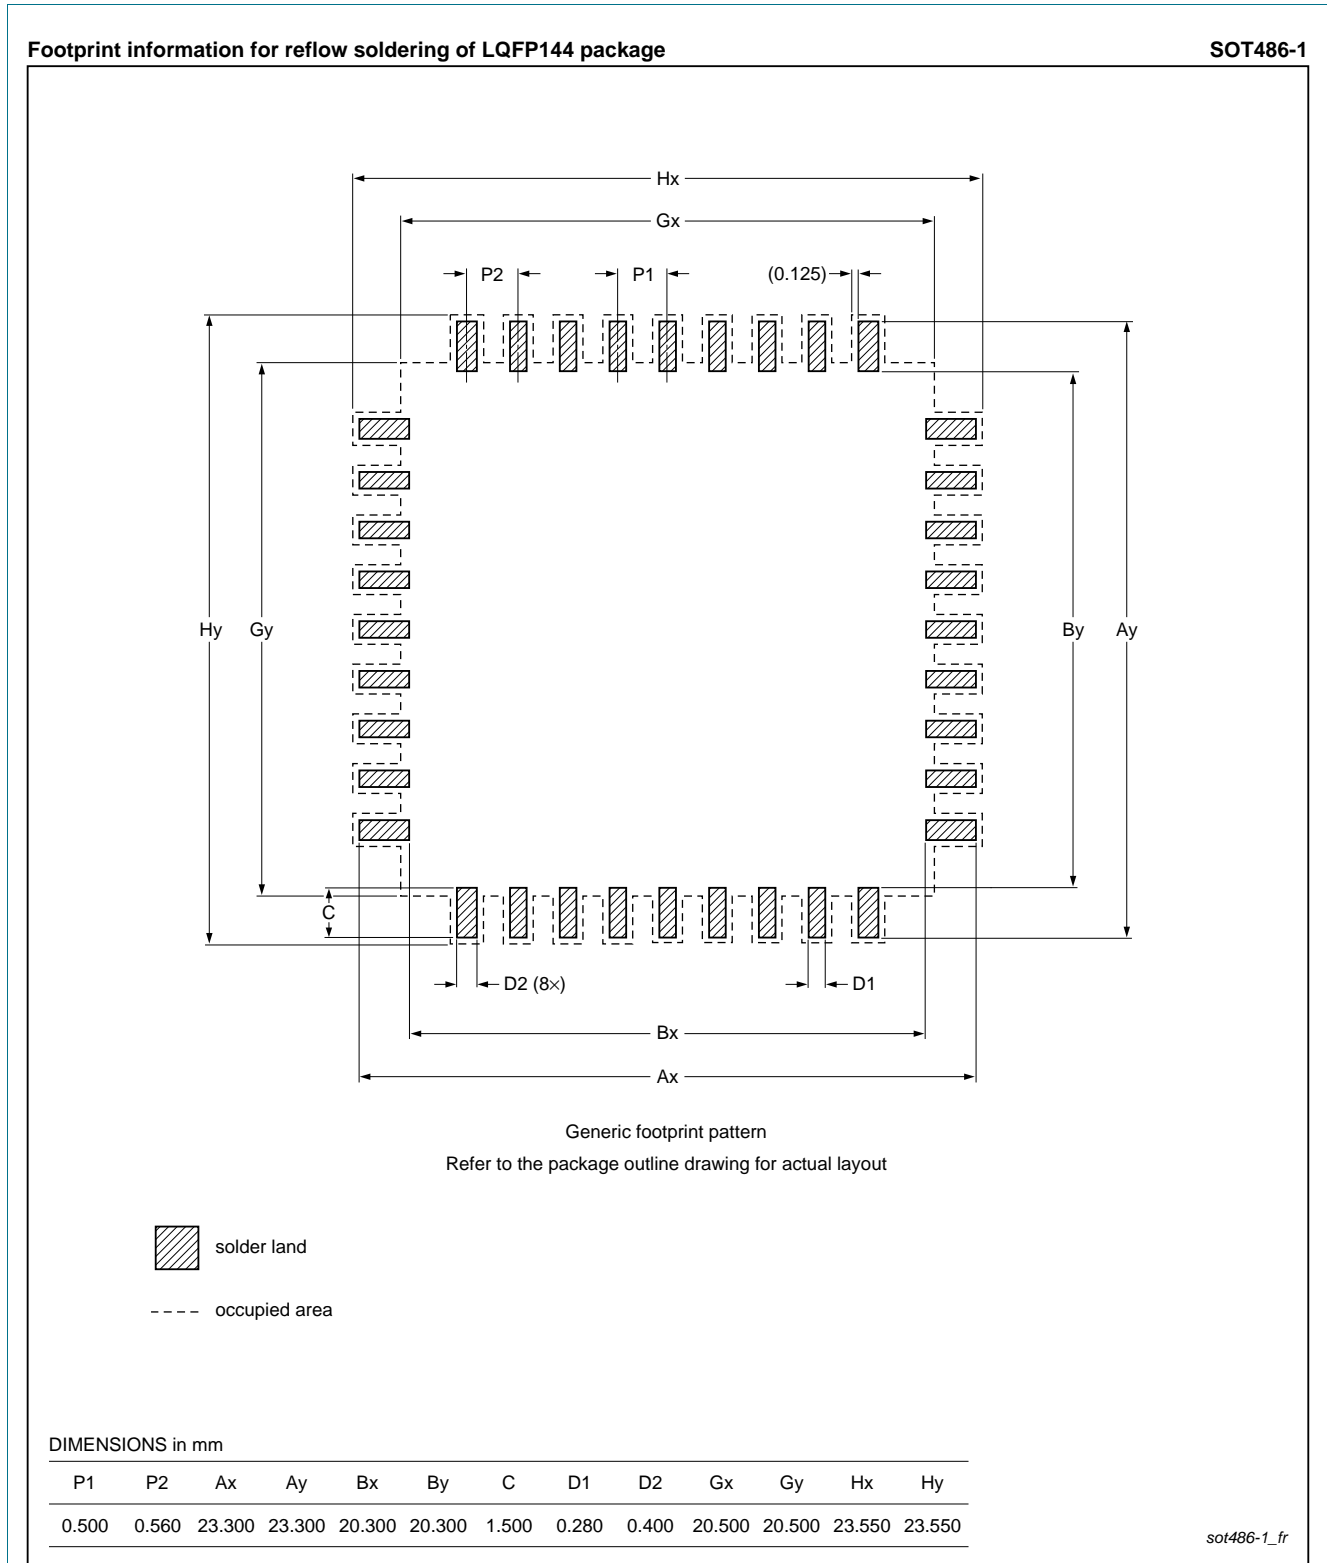 Footprint information for reflow soldering of LQFP144 package SOT486-1
Hx
Gx
P2 P1 (0.125)
Hy Gy By Ay
C
D2 (8×) D1
Bx
Ax
Generic footprint pattern
Refer to the package outline drawing for actual layout
solder land
occupied area
DIMENSIONS in mm
P1 P2 Ax Ay Bx By C D1 D2 Gx Gy Hx Hy
0.500 0.560 23.300 23.300 20.300 20.300 1.500 0.280 0.400 20.500 20.500 23.550 23.550
sot486-1_fr